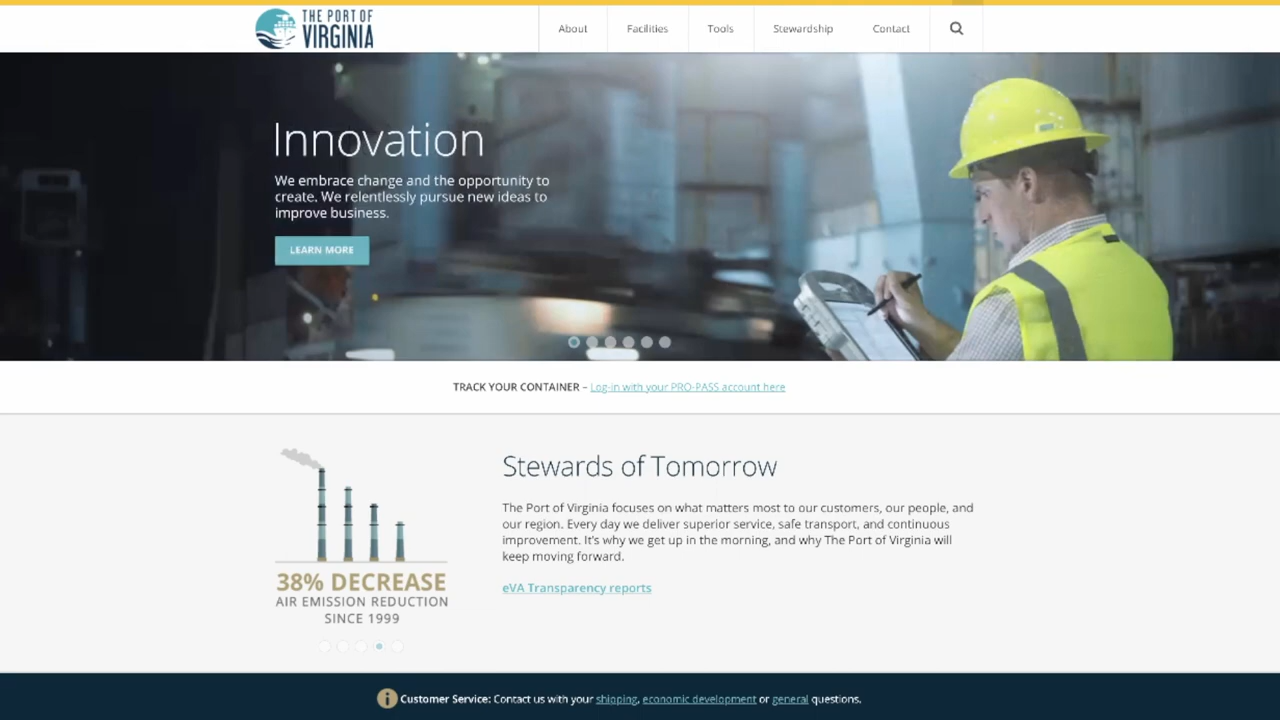 THE PORT OF
VIRGINIA
About
Facilities
Tools
Stewardship
Contact
Innovation
We embrace change and the opportunity to
create. We relentlessly pursue new ideas to
improve business.
LEARN MORE
TRACK YOUR CONTAINER – Log-in with your PRO-PASS account here
38% DECREASE
AIR EMISSION REDUCTION
SINCE 1999
Stewards of Tomorrow
The Port of Virginia focuses on what matters most to our customers, our people, and
our region. Every day we deliver superior service, safe transport, and continuous
improvement. It's why we get up in the morning, and why The Port of Virginia will
keep moving forward.
eVA Transparency reports
Customer Service: Contact us with your shipping, economic development or general questions.